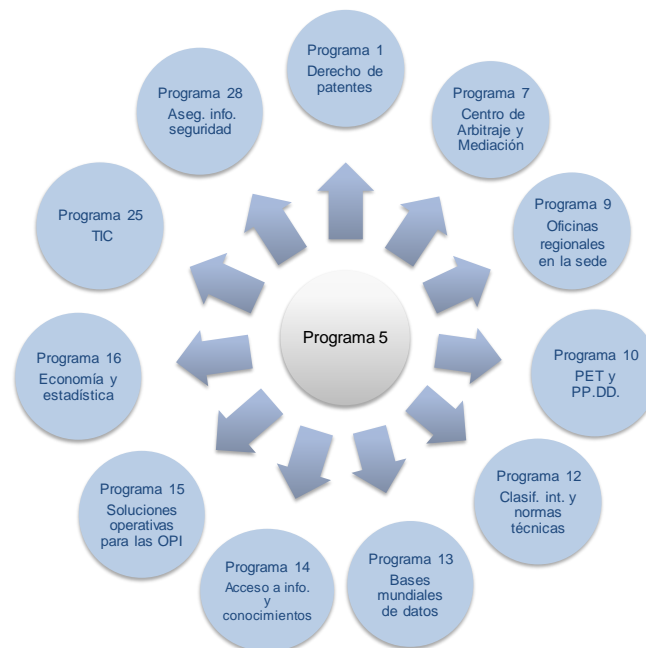 Programa 1
Derecho de
patentes
Programa 7
Centro de
Arbitraje y
Mediación
Programa 9
Oficinas
regionales
en la sede
Programa 10
PET y
PP.DD.
Programa 12
Clasif. int. y
normas
técnicas
Programa 13
Bases
mundiales
de datos
Programa 14
Acceso a info.
y
conocimientos
Programa 15
Soluciones
operativas
para las OPI
Programa 16
Economía y
estadística
Programa 25
TIC
Programa 28
Aseg. info.
seguridad
Programa 5